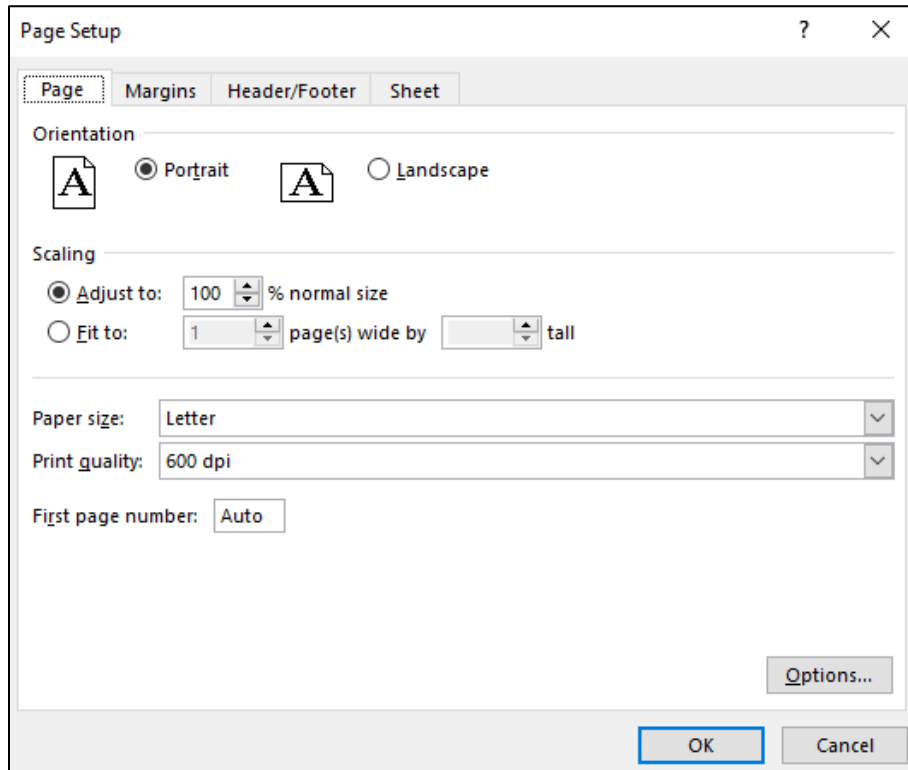 Page Setup ? ×
Page Margins Header/Footer Sheet
Orientation
A Portrait A Landscape
Scaling
Adjust to: 100 % normal size
Fit to: 1 page(s) wide by tall
Paper size: Letter
Print quality: 600 dpi
First page number: Auto
Options...
OK Cancel